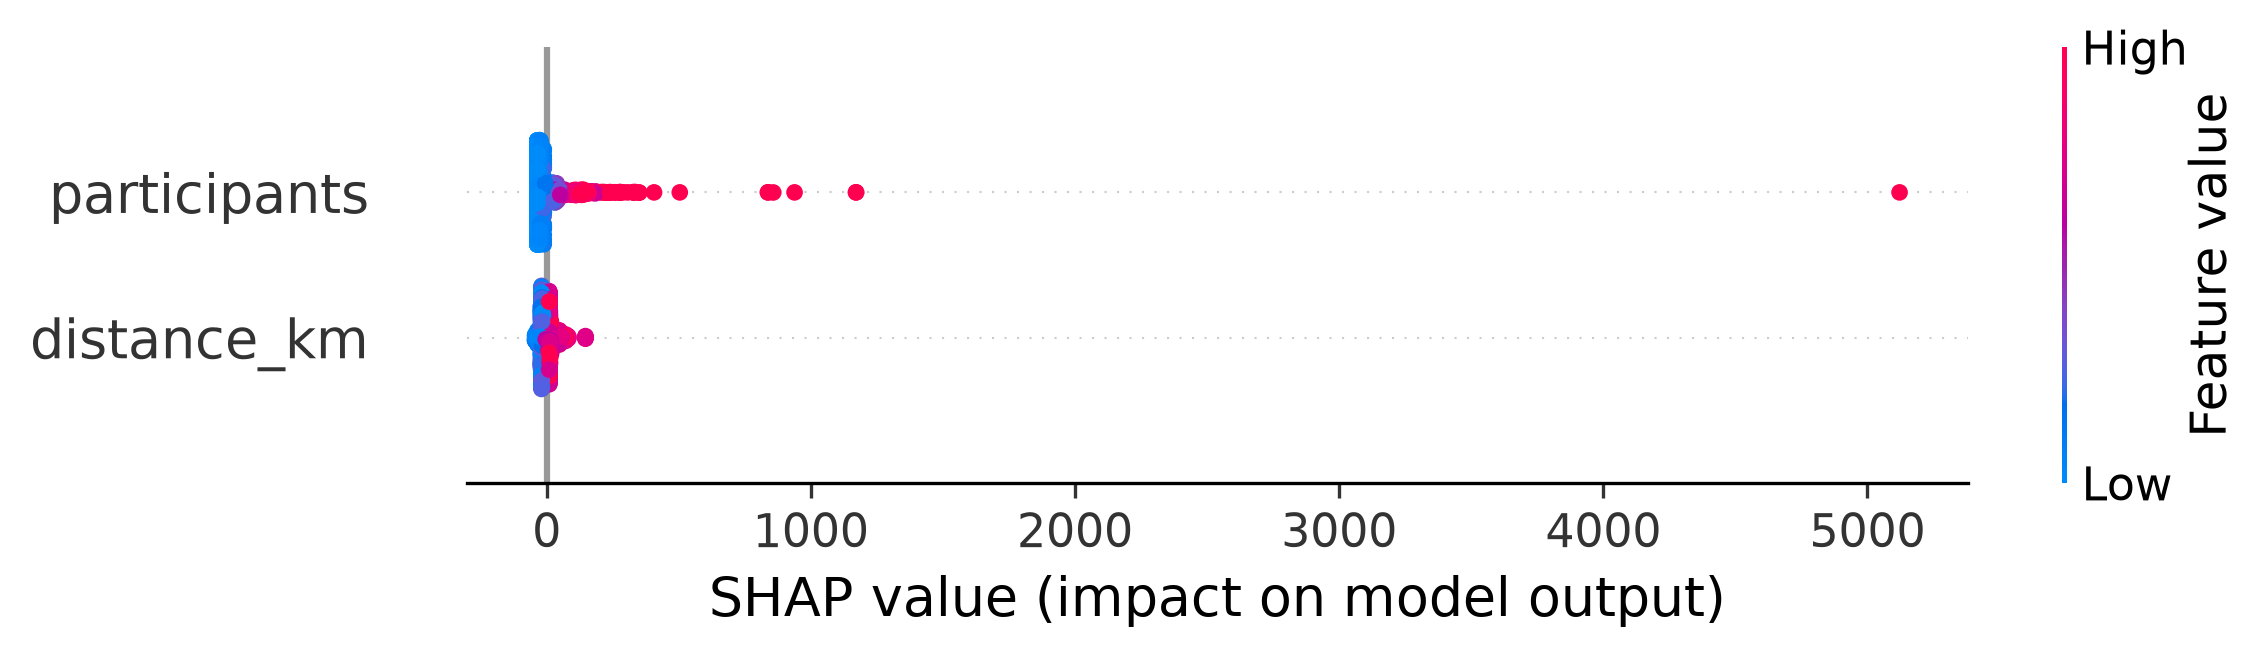 participants
distance_km
0 1000 2000 3000 4000 5000
SHAP value (impact on model output)
High
Feature value
Low